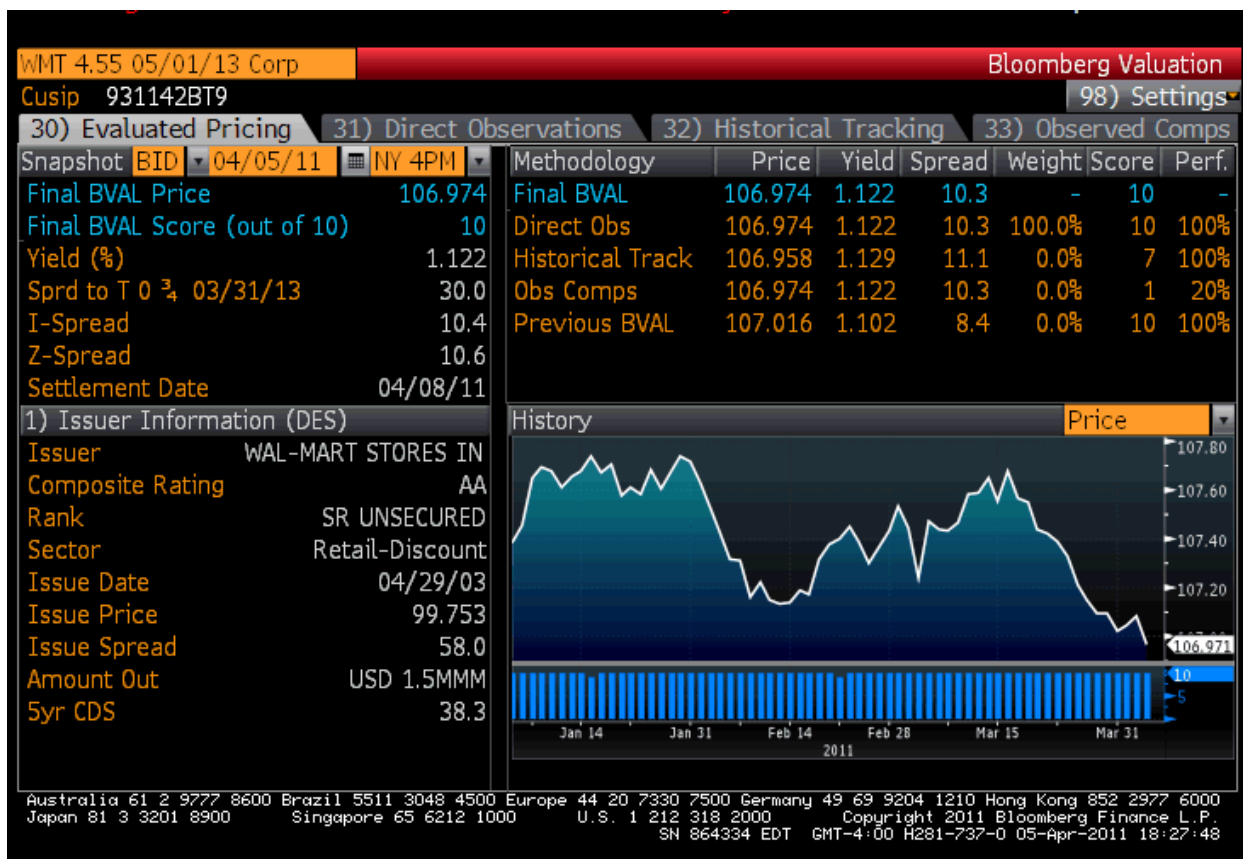 WMT 4.55 05/01/13 Corp Bloomberg Valuation
Cusip 931142BT9 98) Settings
30) Evaluated Pricing 31) Direct Observations 32) Historical Tracking 33) Observed Comps
Snapshot BID 04/05/11 NY 4PM
Final BVAL Price 106.974
Final BVAL Score (out of 10) 10
Yield (%) 1.122
Sprd to T 0 ¾ 03/31/13 30.0
I-Spread 10.4
Z-Spread 10.6
Settlement Date 04/08/11
Methodology Price Yield Spread Weight Score Perf.
Final BVAL 106.974 1.122 10.3 - 10 -
Direct Obs 106.974 1.122 10.3 100.0% 10 100%
Historical Track 106.958 1.129 11.1 0.0% 7 100%
Obs Comps 106.974 1.122 10.3 0.0% 1 20%
Previous BVAL 107.016 1.102 8.4 0.0% 10 100%
1) Issuer Information (DES)
Issuer WAL-MART STORES IN
Composite Rating AA
Rank SR UNSECURED
Sector Retail-Discount
Issue Date 04/29/03
Issue Price 99.753
Issue Spread 58.0
Amount Out USD 1.5MMM
5yr CDS 38.3
History Price
107.80
107.60
107.40
107.20
106.971
10
5
Jan 14 Jan 31 Feb 14 Feb 28 Mar 15 Mar 31
2011
Australia 61 2 9777 8600 Brazil 5511 3048 4500 Europe 44 20 7330 7500 Germany 49 69 9204 1210 Hong Kong 852 2977 6000
Japan 81 3 3201 8900 Singapore 65 6212 1000 U.S. 1 212 318 2000 Copyright 2011 Bloomberg Finance L.P.
SN 864334 EDT GMT-4:00 H281-737-0 05-Apr-2011 18:27:48